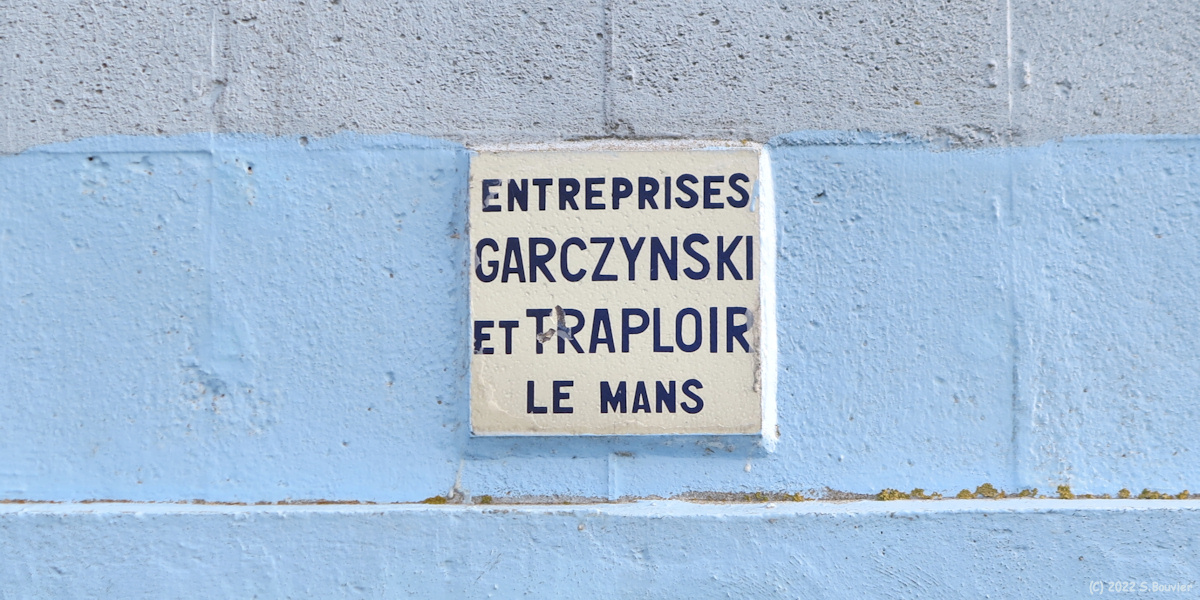 ENTREPRISES
GARCZYNSKI
ET TRAPLOIR
LE MANS
(C) 2022 S.Bouvier